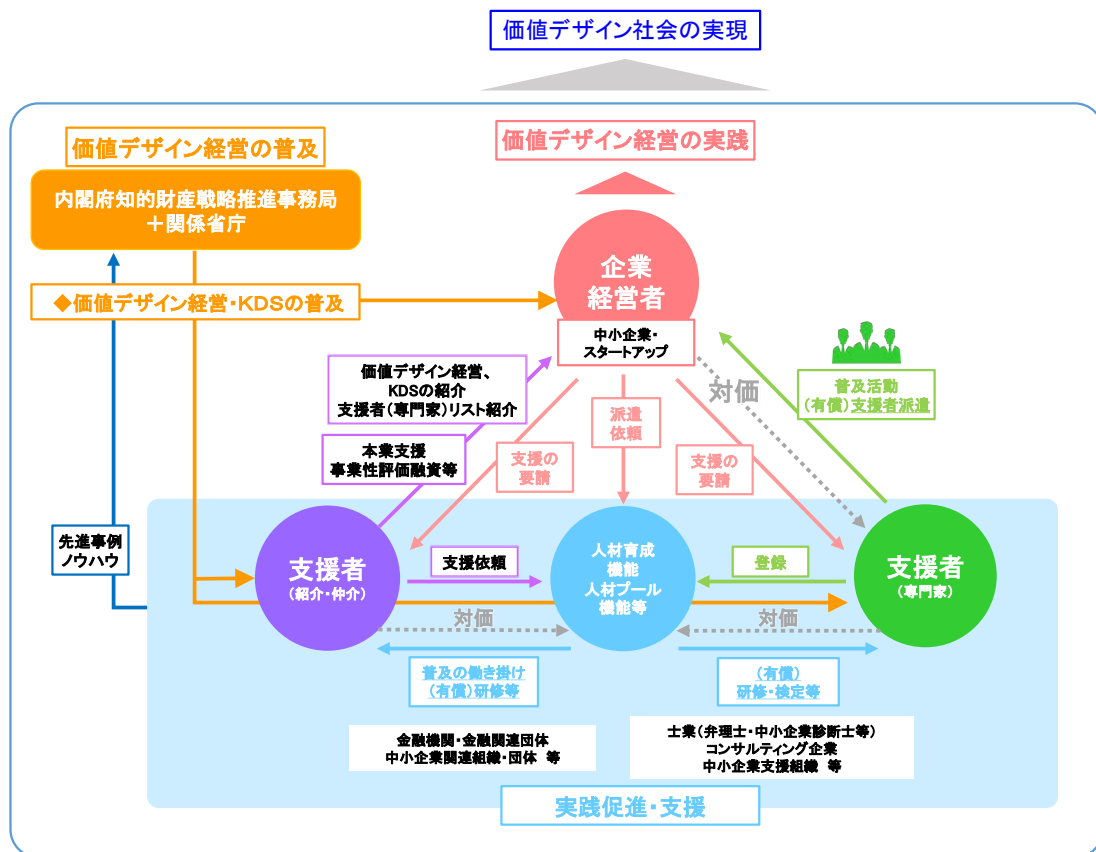 価値デザイン社会の実現
価値デザイン経営の普及
価値デザイン経営の実践
内閣府知的財産戦略推進事務局
＋関係省庁
企業
経営者
◆価値デザイン経営・KDSの普及
中小企業・
スタートアップ
価値デザイン経営、
KDSの紹介
支援者（専門家）リスト紹介
対価
普及活動
（有償）支援者派遣
派遣
依頼
本業支援
事業性評価融資等
支援の
要請
支援の
要請
先進事例
ノウハウ
支援者
（紹介・仲介）
支援依頼
人材育成
機能
人材プール
機能等
登録
支援者
（専門家）
対価
対価
普及の働き掛け
（有償）研修等
（有償）
研修・検定等
金融機関・金融関連団体
中小企業関連組織・団体 等
士業（弁理士・中小企業診断士等）
コンサルティング企業
中小企業支援組織 等
実践促進・支援